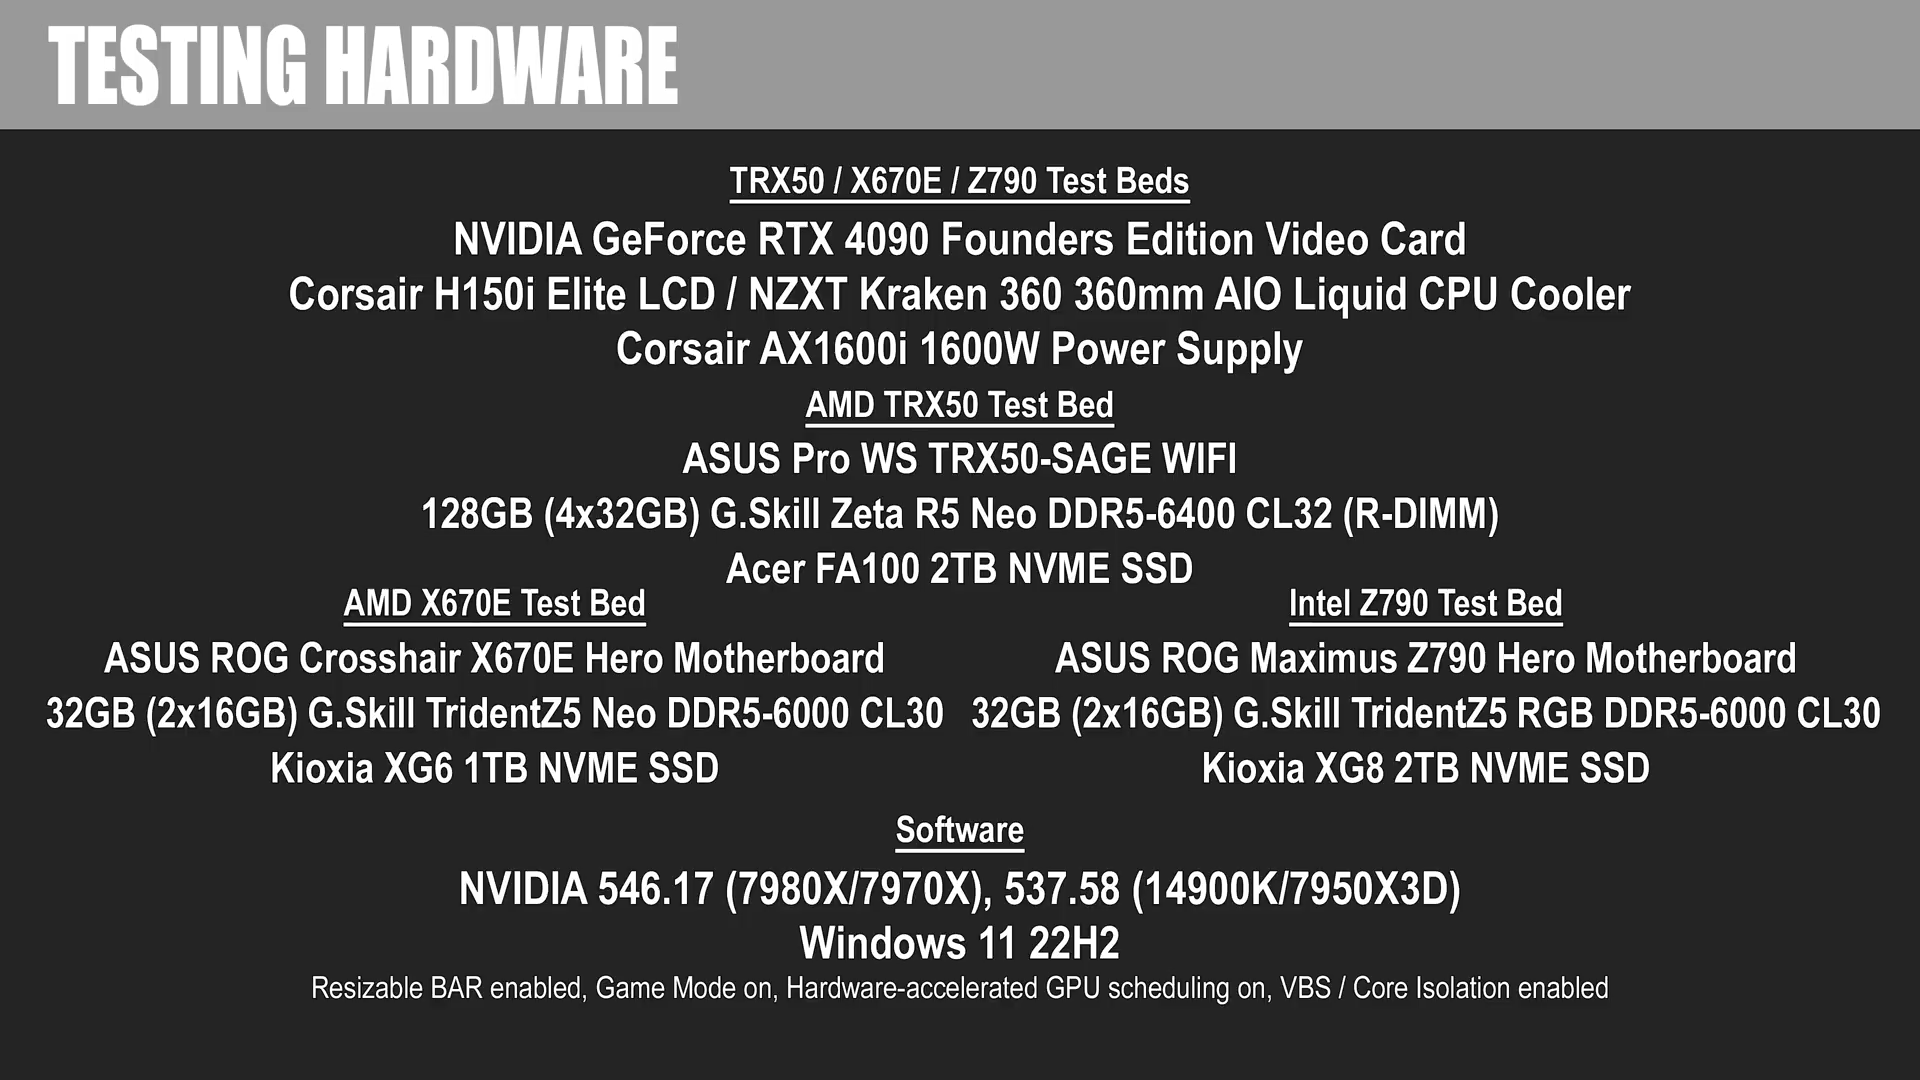 TESTING HARDWARE
TRX50 / X670E / Z790 Test Beds
NVIDIA GeForce RTX 4090 Founders Edition Video Card
Corsair H150i Elite LCD / NZXT Kraken 360 360mm AIO Liquid CPU Cooler
Corsair AX1600i 1600W Power Supply
AMD TRX50 Test Bed
ASUS Pro WS TRX50-SAGE WIFI
128GB (4x32GB) G.Skill Zeta R5 Neo DDR5-6400 CL32 (R-DIMM)
Acer FA100 2TB NVME SSD
AMD X670E Test Bed
ASUS ROG Crosshair X670E Hero Motherboard
32GB (2x16GB) G.Skill TridentZ5 Neo DDR5-6000 CL30
Kioxia XG6 1TB NVME SSD
Intel Z790 Test Bed
ASUS ROG Maximus Z790 Hero Motherboard
32GB (2x16GB) G.Skill TridentZ5 RGB DDR5-6000 CL30
Kioxia XG8 2TB NVME SSD
Software
NVIDIA 546.17 (7980X/7970X), 537.58 (14900K/7950X3D)
Windows 11 22H2
Resizable BAR enabled, Game Mode on, Hardware-accelerated GPU scheduling on, VBS / Core Isolation enabled